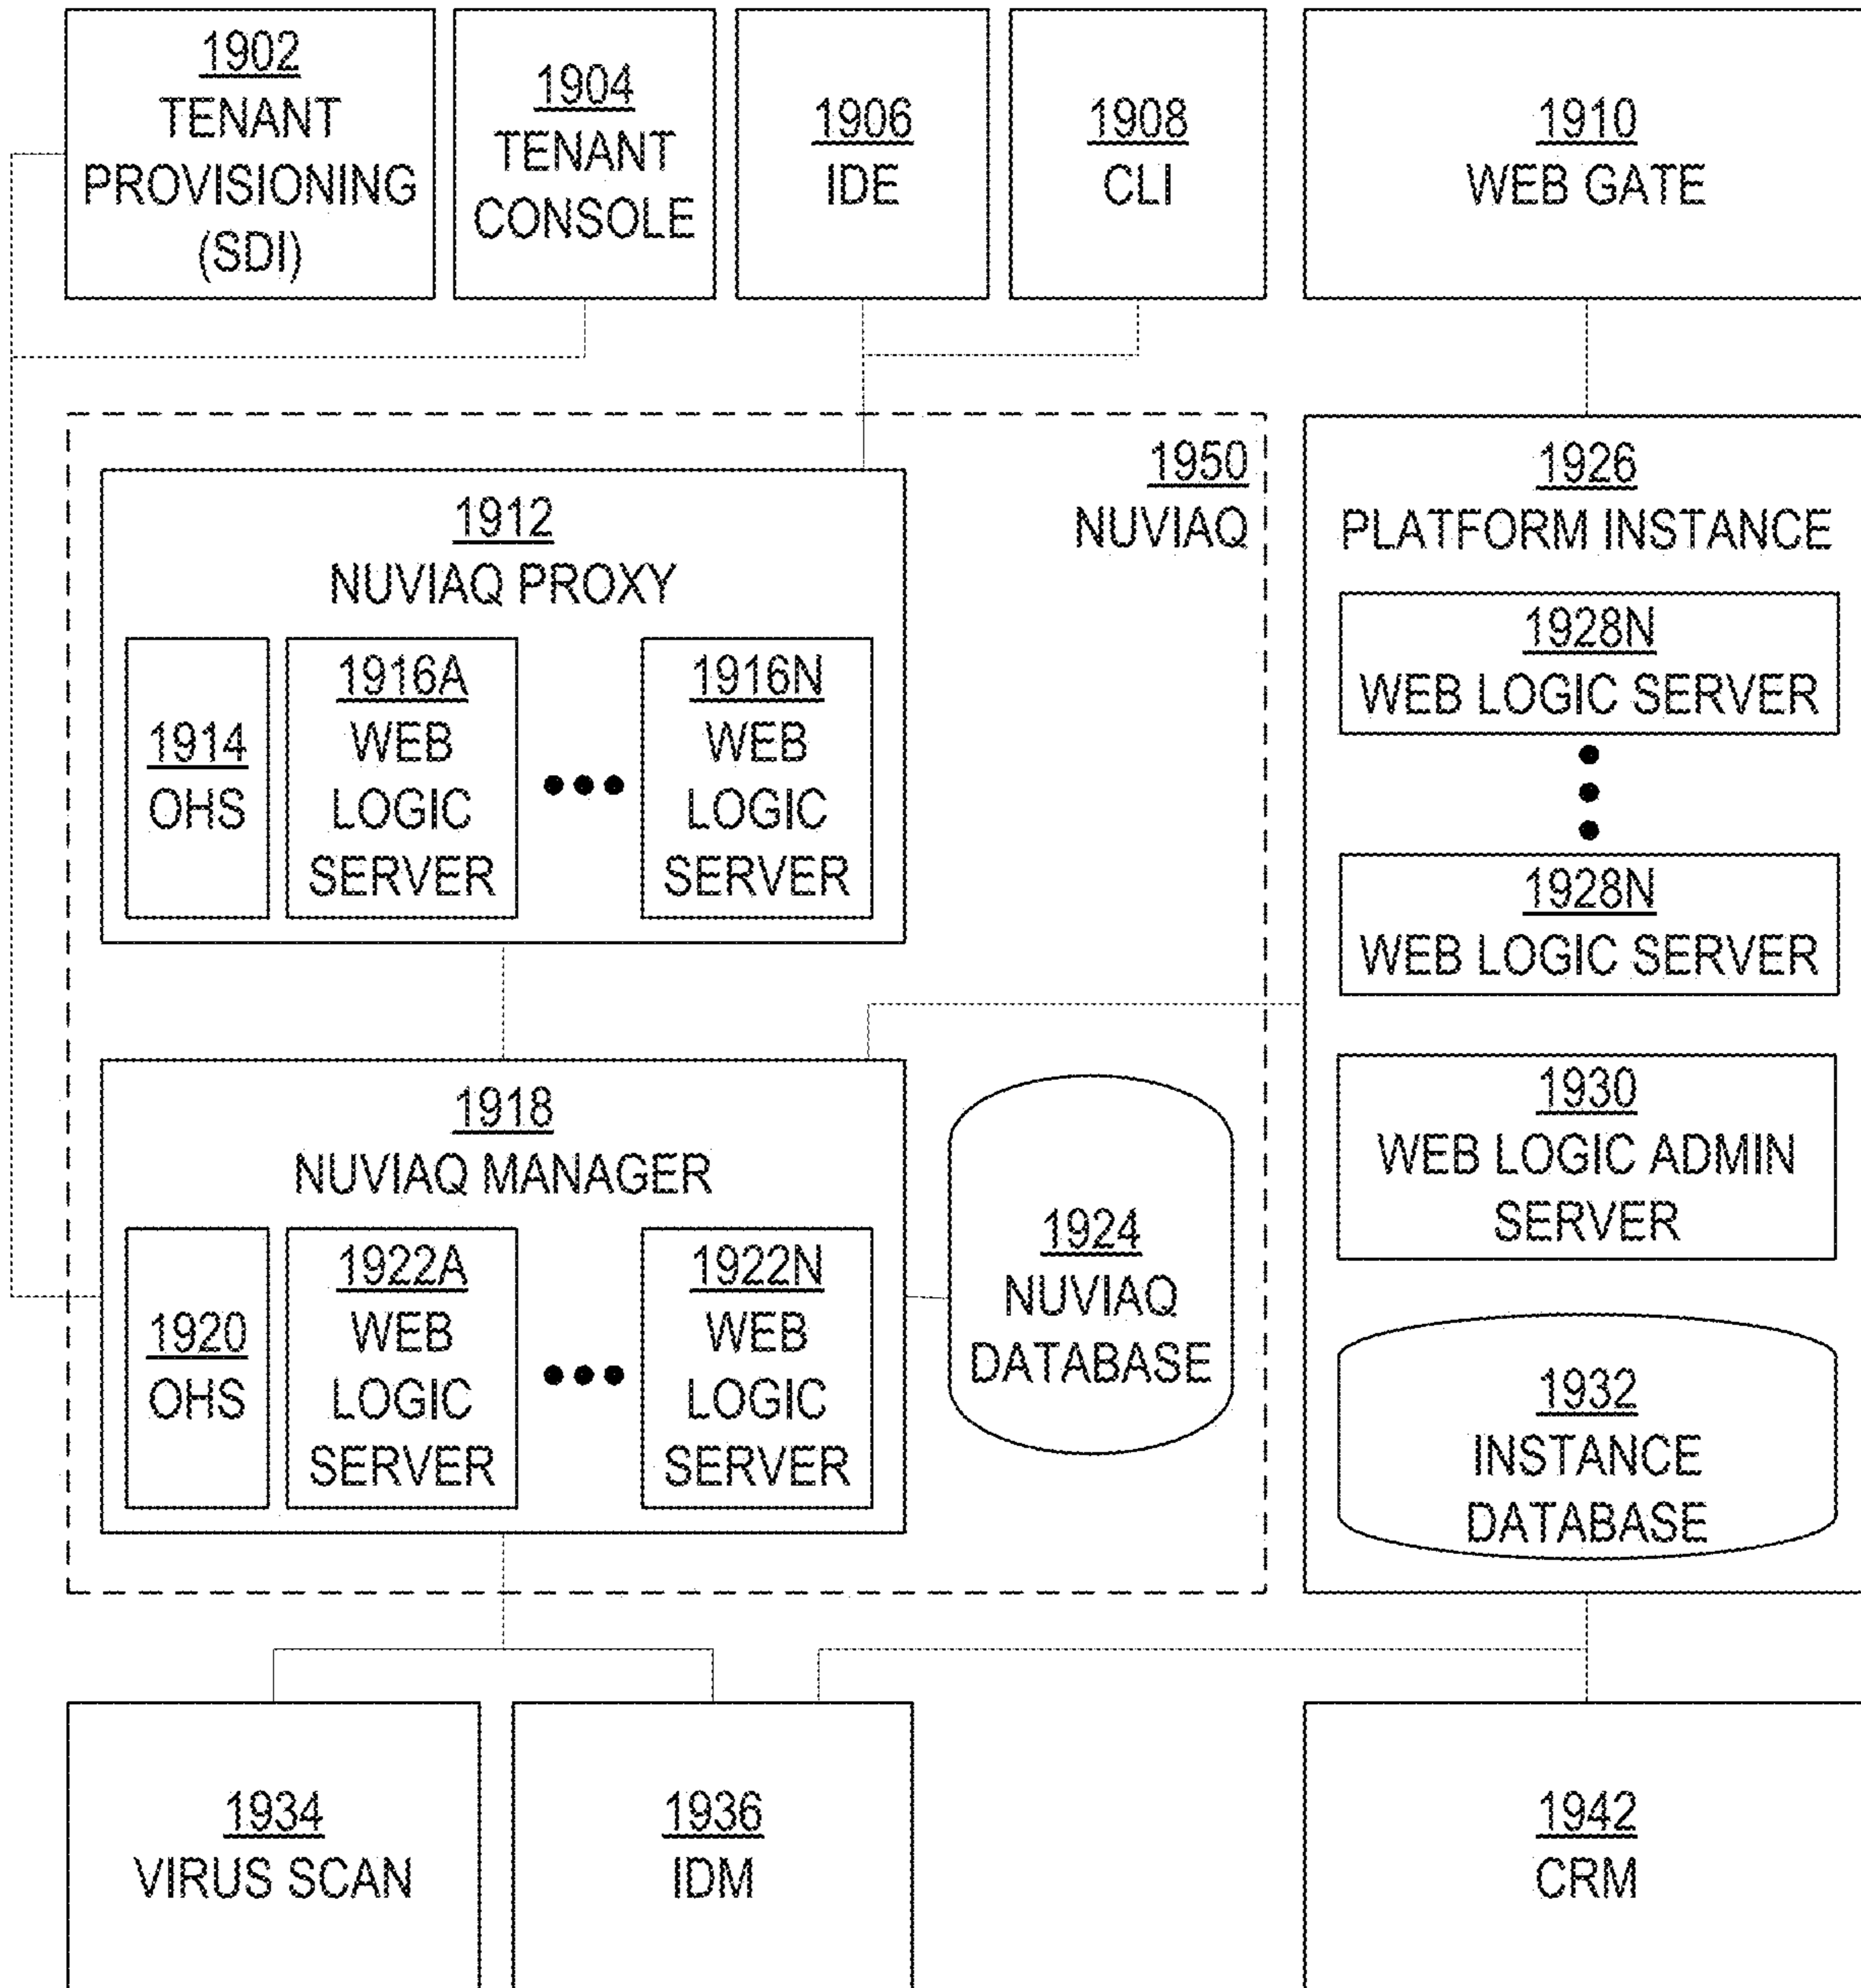 1902
TENANT
PROVISIONING
(SDI)
1904
TENANT
CONSOLE
1906
IDE
1908
CLI
1910
WEB GATE
1950
NUVIAQ
1912
NUVIAQ PROXY
1914
OHS
1916A
WEB
LOGIC
SERVER
1916N
WEB
LOGIC
SERVER
1918
NUVIAQ MANAGER
1920
OHS
1922A
WEB
LOGIC
SERVER
1922N
WEB
LOGIC
SERVER
1924
NUVIAQ
DATABASE
1926
PLATFORM INSTANCE
1928N
WEB LOGIC SERVER
1928N
WEB LOGIC SERVER
1930
WEB LOGIC ADMIN
SERVER
1932
INSTANCE
DATABASE
1934
VIRUS SCAN
1936
IDM
1942
CRM